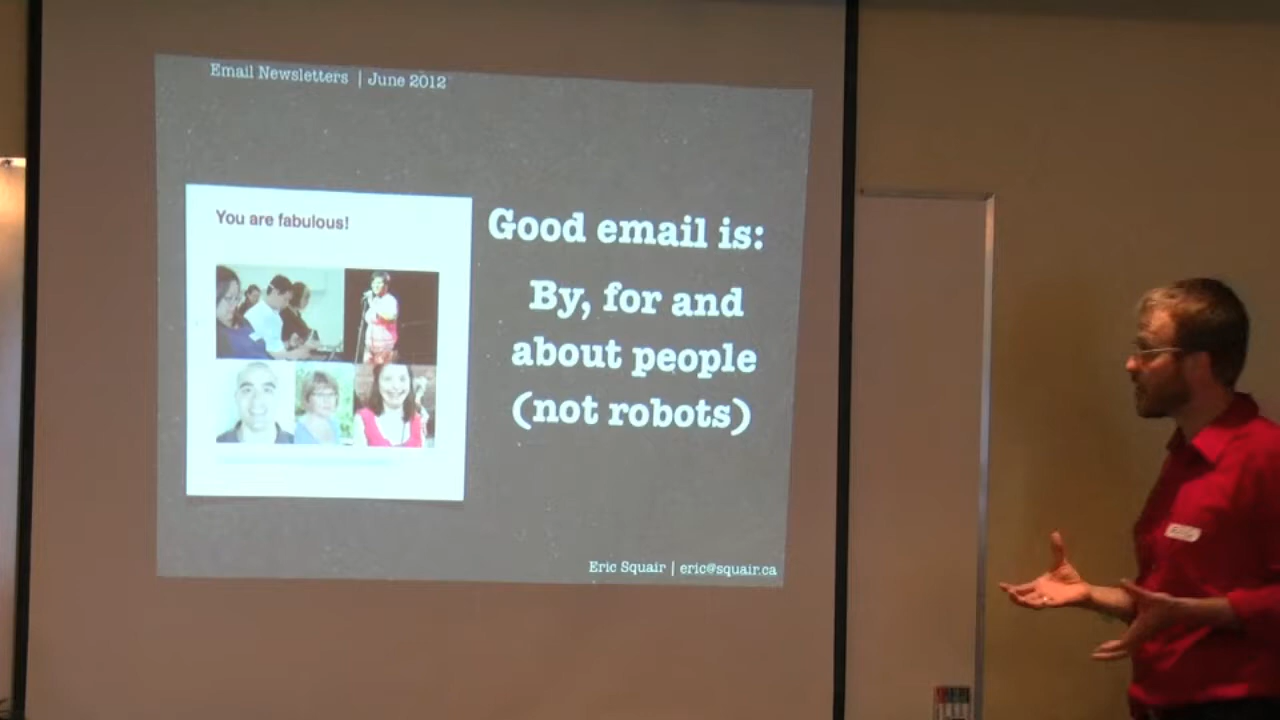 Email Newsletters | June 2012
You are fabulous!
Good email is:
By, for and
about people
(not robots)
Eric Squair | eric@squair.ca